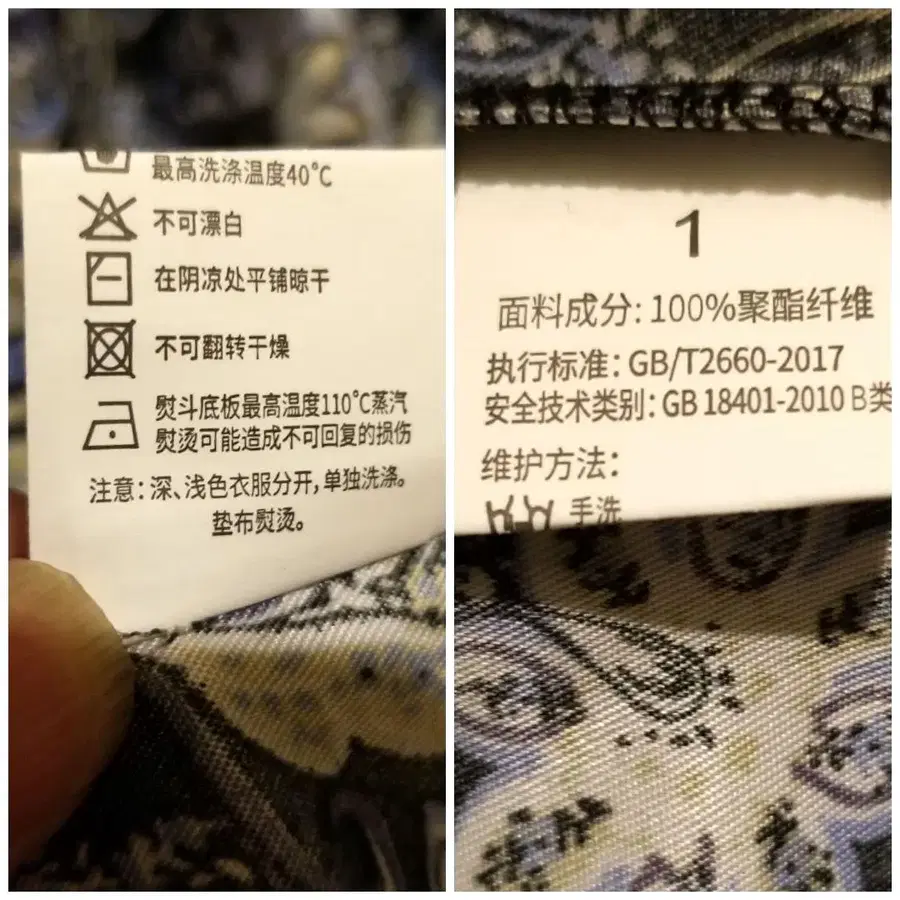 最高洗涤温度40°C
不可漂白
在阴凉处平铺晾干
不可翻转干燥
熨斗底板最高温度110°C蒸汽
熨烫可能造成不可回复的损伤
注意：深、浅色衣服分开，单独洗涤。
垫布熨烫。
1
面料成分：100%聚酯纤维
执行标准：GB/T2660-2017
安全技术类别：GB 18401-2010 B类
维护方法：
手洗